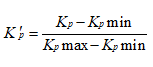 K'p = (Kp − Kp min) / (Kp max − Kp min)